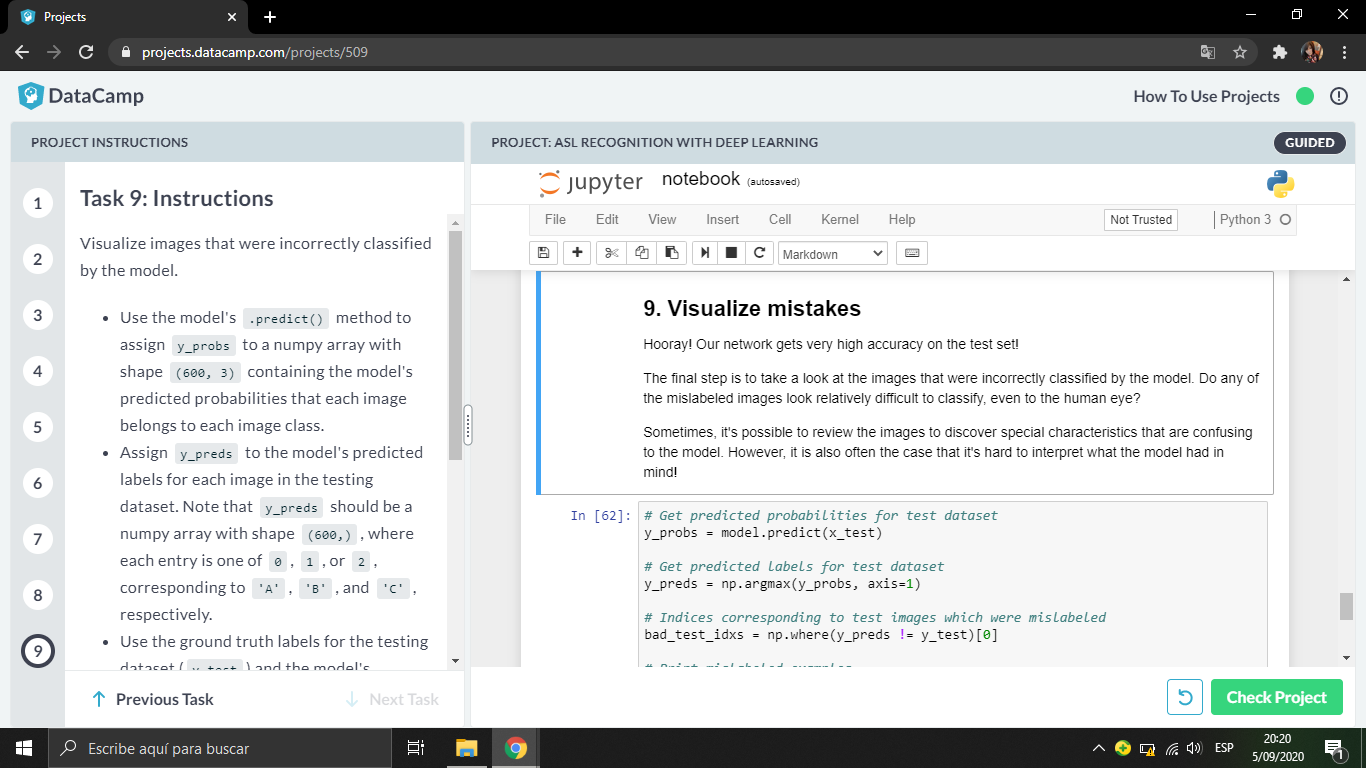 Projects
projects.datacamp.com/projects/509
DataCamp
How To Use Projects
PROJECT INSTRUCTIONS
PROJECT: ASL RECOGNITION WITH DEEP LEARNING
GUIDED
1
2
3
4
5
6
7
8
9
Task 9: Instructions
Visualize images that were incorrectly classified
by the model.
• Use the model's .predict() method to
assign y_probs to a numpy array with
shape (600, 3) containing the model's
predicted probabilities that each image
belongs to each image class.
• Assign y_preds to the model's predicted
labels for each image in the testing
dataset. Note that y_preds should be a
numpy array with shape (600,) , where
each entry is one of 0 , 1 , or 2 ,
corresponding to 'A' , 'B' , and 'C' ,
respectively.
• Use the ground truth labels for the testing
dataset ( y_test ) and the model's
Previous Task
Next Task
jupyter notebook (autosaved)
File Edit View Insert Cell Kernel Help
Not Trusted
Python 3
Markdown
9. Visualize mistakes
Hooray! Our network gets very high accuracy on the test set!
The final step is to take a look at the images that were incorrectly classified by the model. Do any of
the mislabeled images look relatively difficult to classify, even to the human eye?
Sometimes, it's possible to review the images to discover special characteristics that are confusing
to the model. However, it is also often the case that it's hard to interpret what the model had in
mind!
In [62]:
# Get predicted probabilities for test dataset
y_probs = model.predict(x_test)
# Get predicted labels for test dataset
y_preds = np.argmax(y_probs, axis=1)
# Indices corresponding to test images which were mislabeled
bad_test_idxs = np.where(y_preds != y_test)[0]
# Print mislabeled examples
Check Project
Escribe aquí para buscar
ESP
20:20
5/09/2020
1